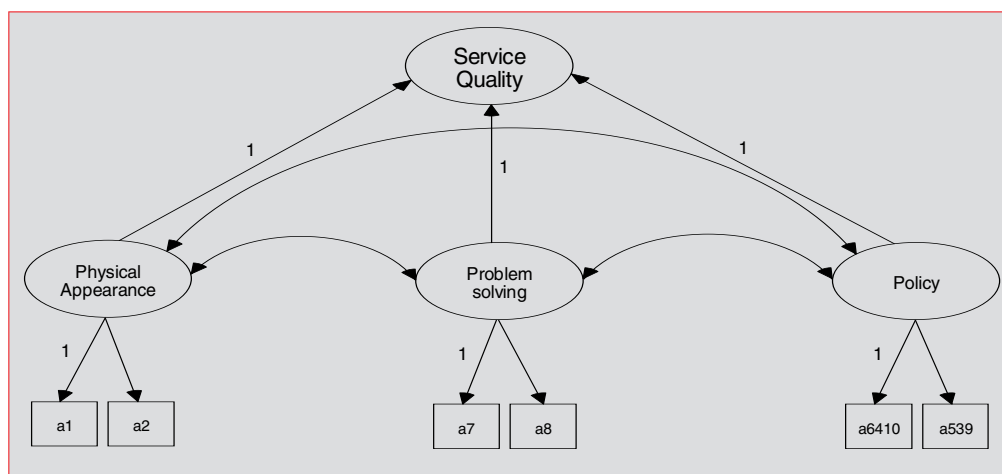 Service
Quality
1
1
1
Physical
Appearance
Problem
solving
Policy
1
1
1
a1
a2
a7
a8
a6410
a539